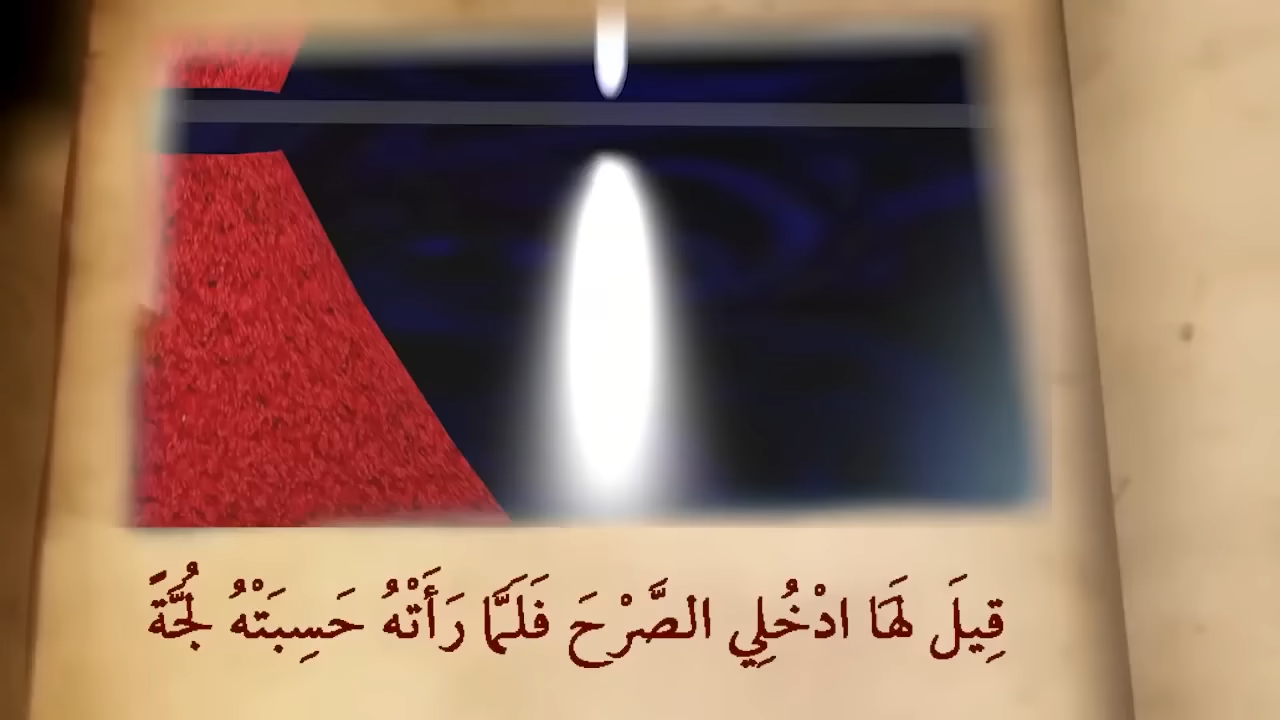 قِيلَ لَهَا ادْخُلِي الصَّرْحَ فَلَمَّا رَأَتْهُ حَسِبَتْهُ لُجَّةً